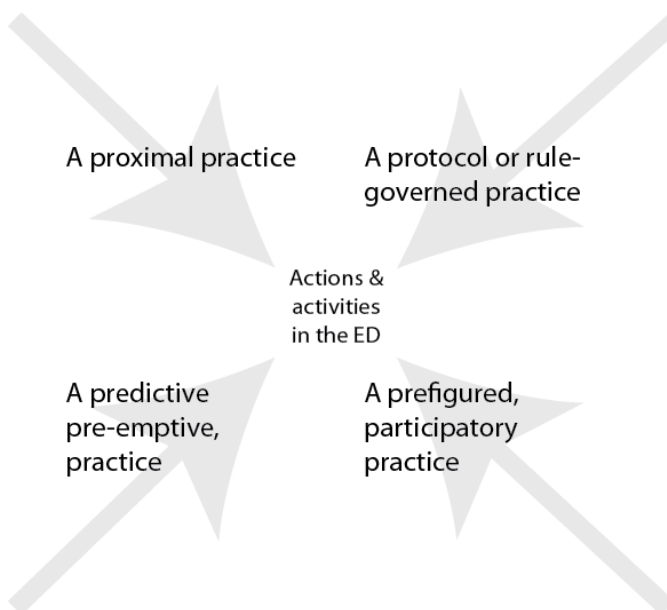 A proximal practice
A protocol or rule-
governed practice
Actions &
activities
in the ED
A predictive
pre-emptive,
practice
A prefigured,
participatory
practice